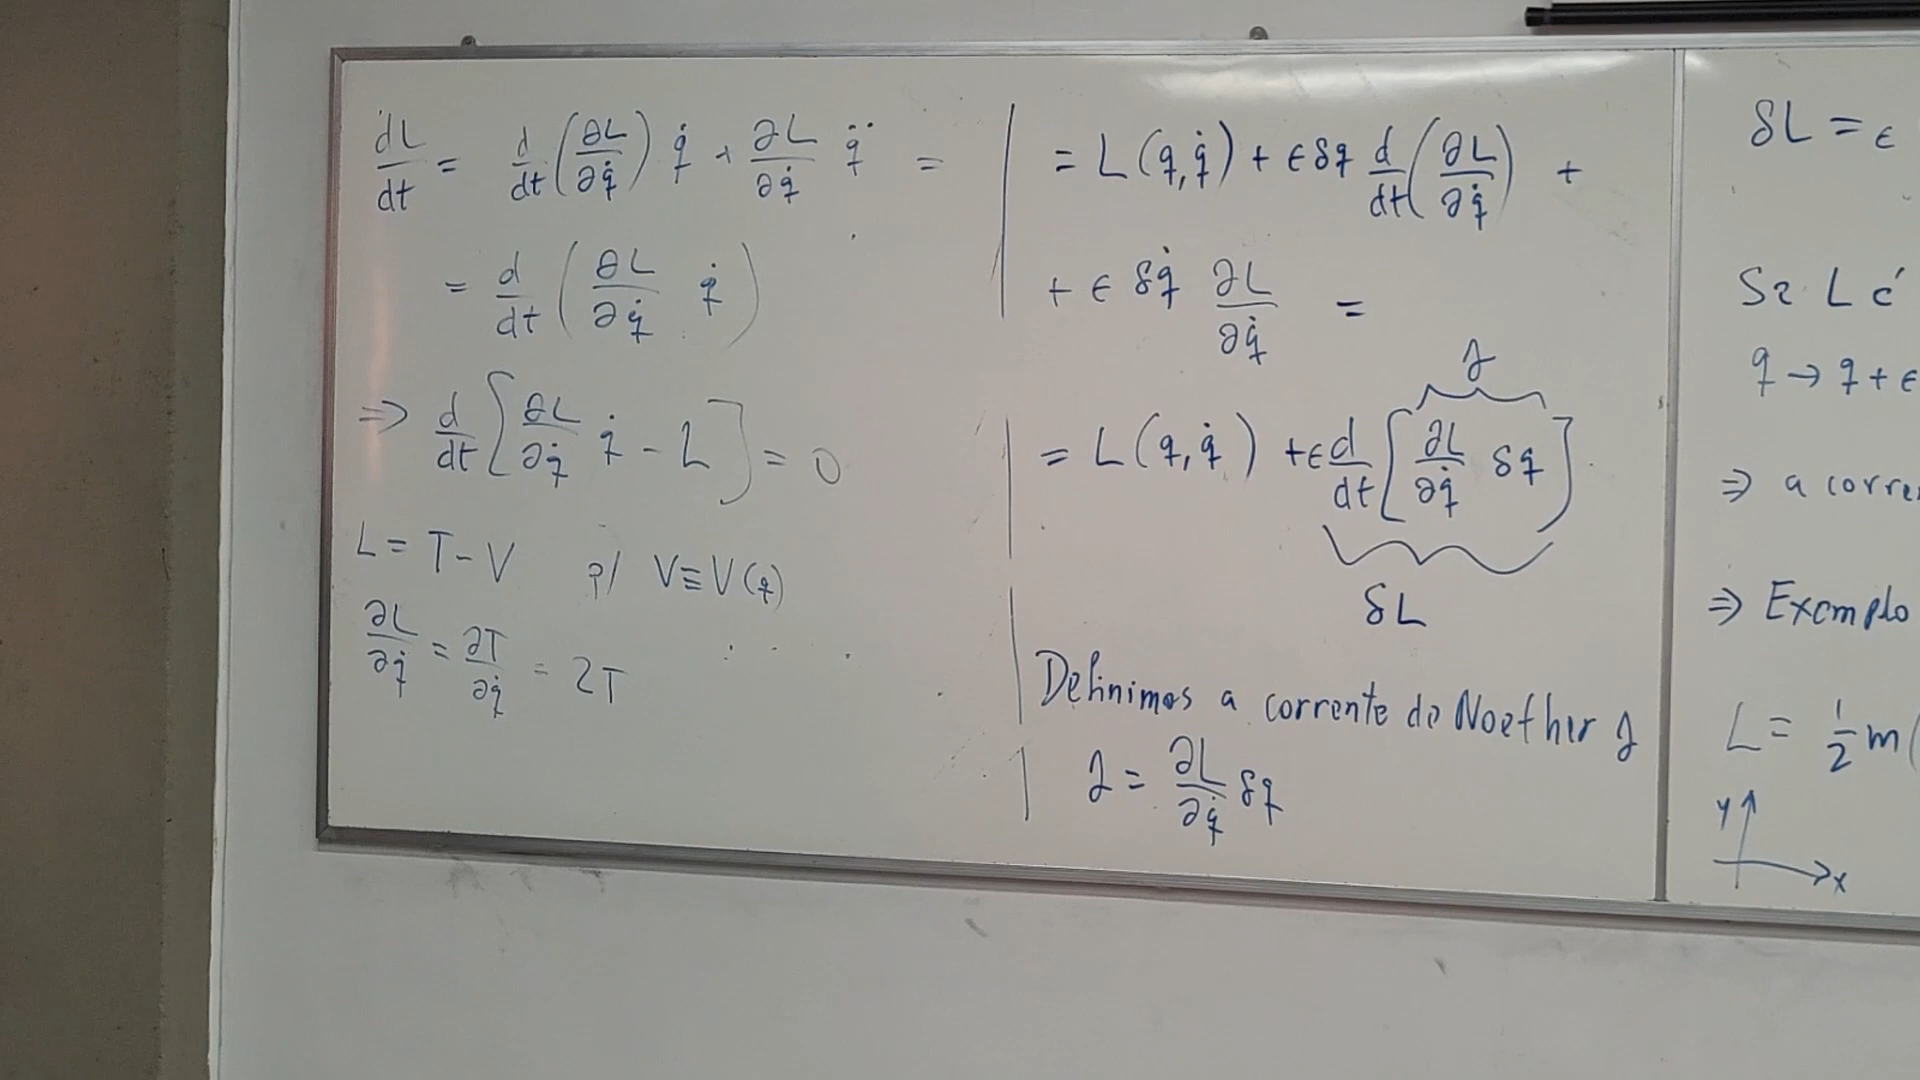 dL/dt = d/dt (∂L/∂q̇) q̇ + ∂L/∂q̇ q̈ =
= d/dt (∂L/∂q̇ q̇)
⇒ d/dt [∂L/∂q̇ q̇ - L] = 0
L = T - V p/ V ≡ V(q)
∂L/∂q̇ = ∂T/∂q̇ = 2T
= L(q,q̇) + ϵ δq d/dt (∂L/∂q̇) +
+ ϵ δq̇ ∂L/∂q̇ =
J
= L(q,q̇) + ϵ d/dt [∂L/∂q̇ δq]
δL
Definimos a corrente de Noether J
J = ∂L/∂q̇ δq
δL = ϵ
Se L é
q → q + ϵ
⇒ a corre
⇒ Exemplo
L = 1/2 m(
y
x